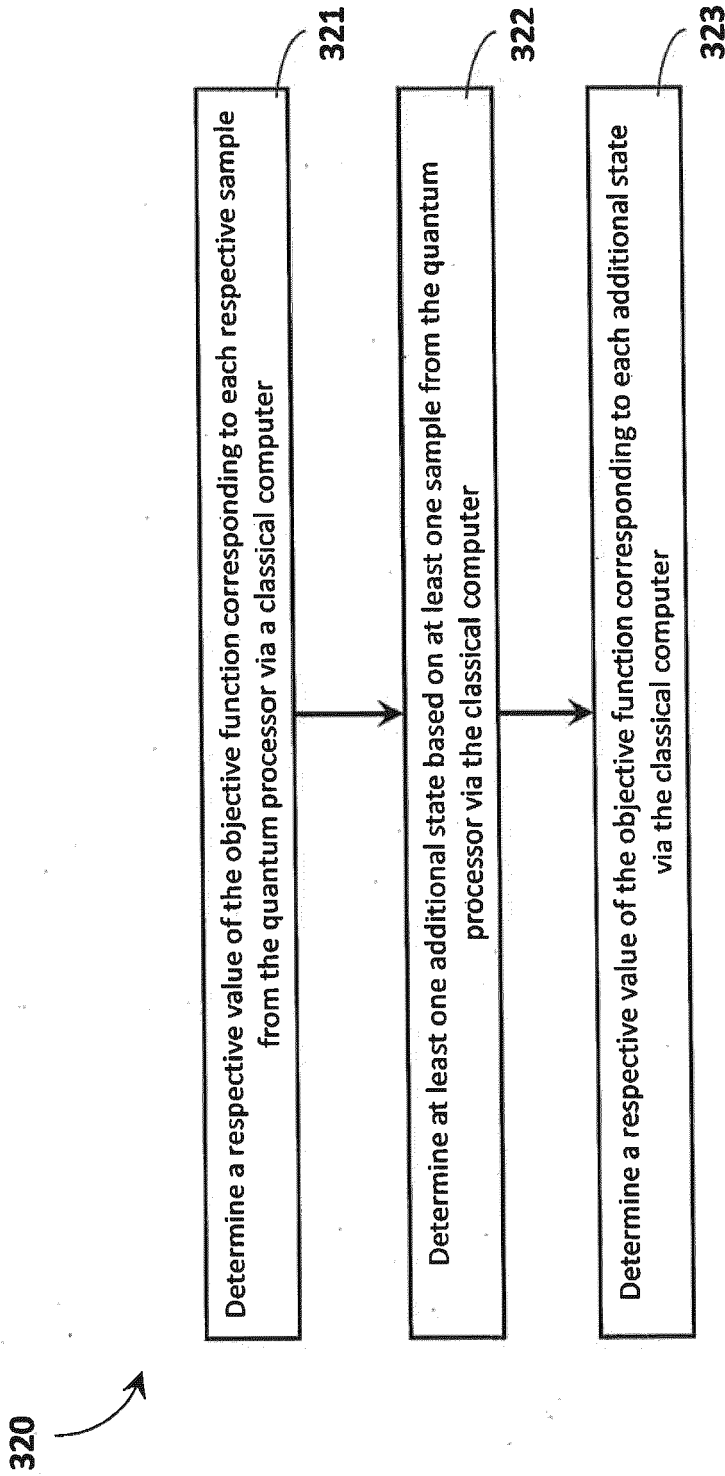 320
Determine a respective value of the objective function corresponding to each respective sample
from the quantum processor via a classical computer
321
Determine at least one additional state based on at least one sample from the quantum
processor via the classical computer
322
Determine a respective value of the objective function corresponding to each additional state
via the classical computer
323